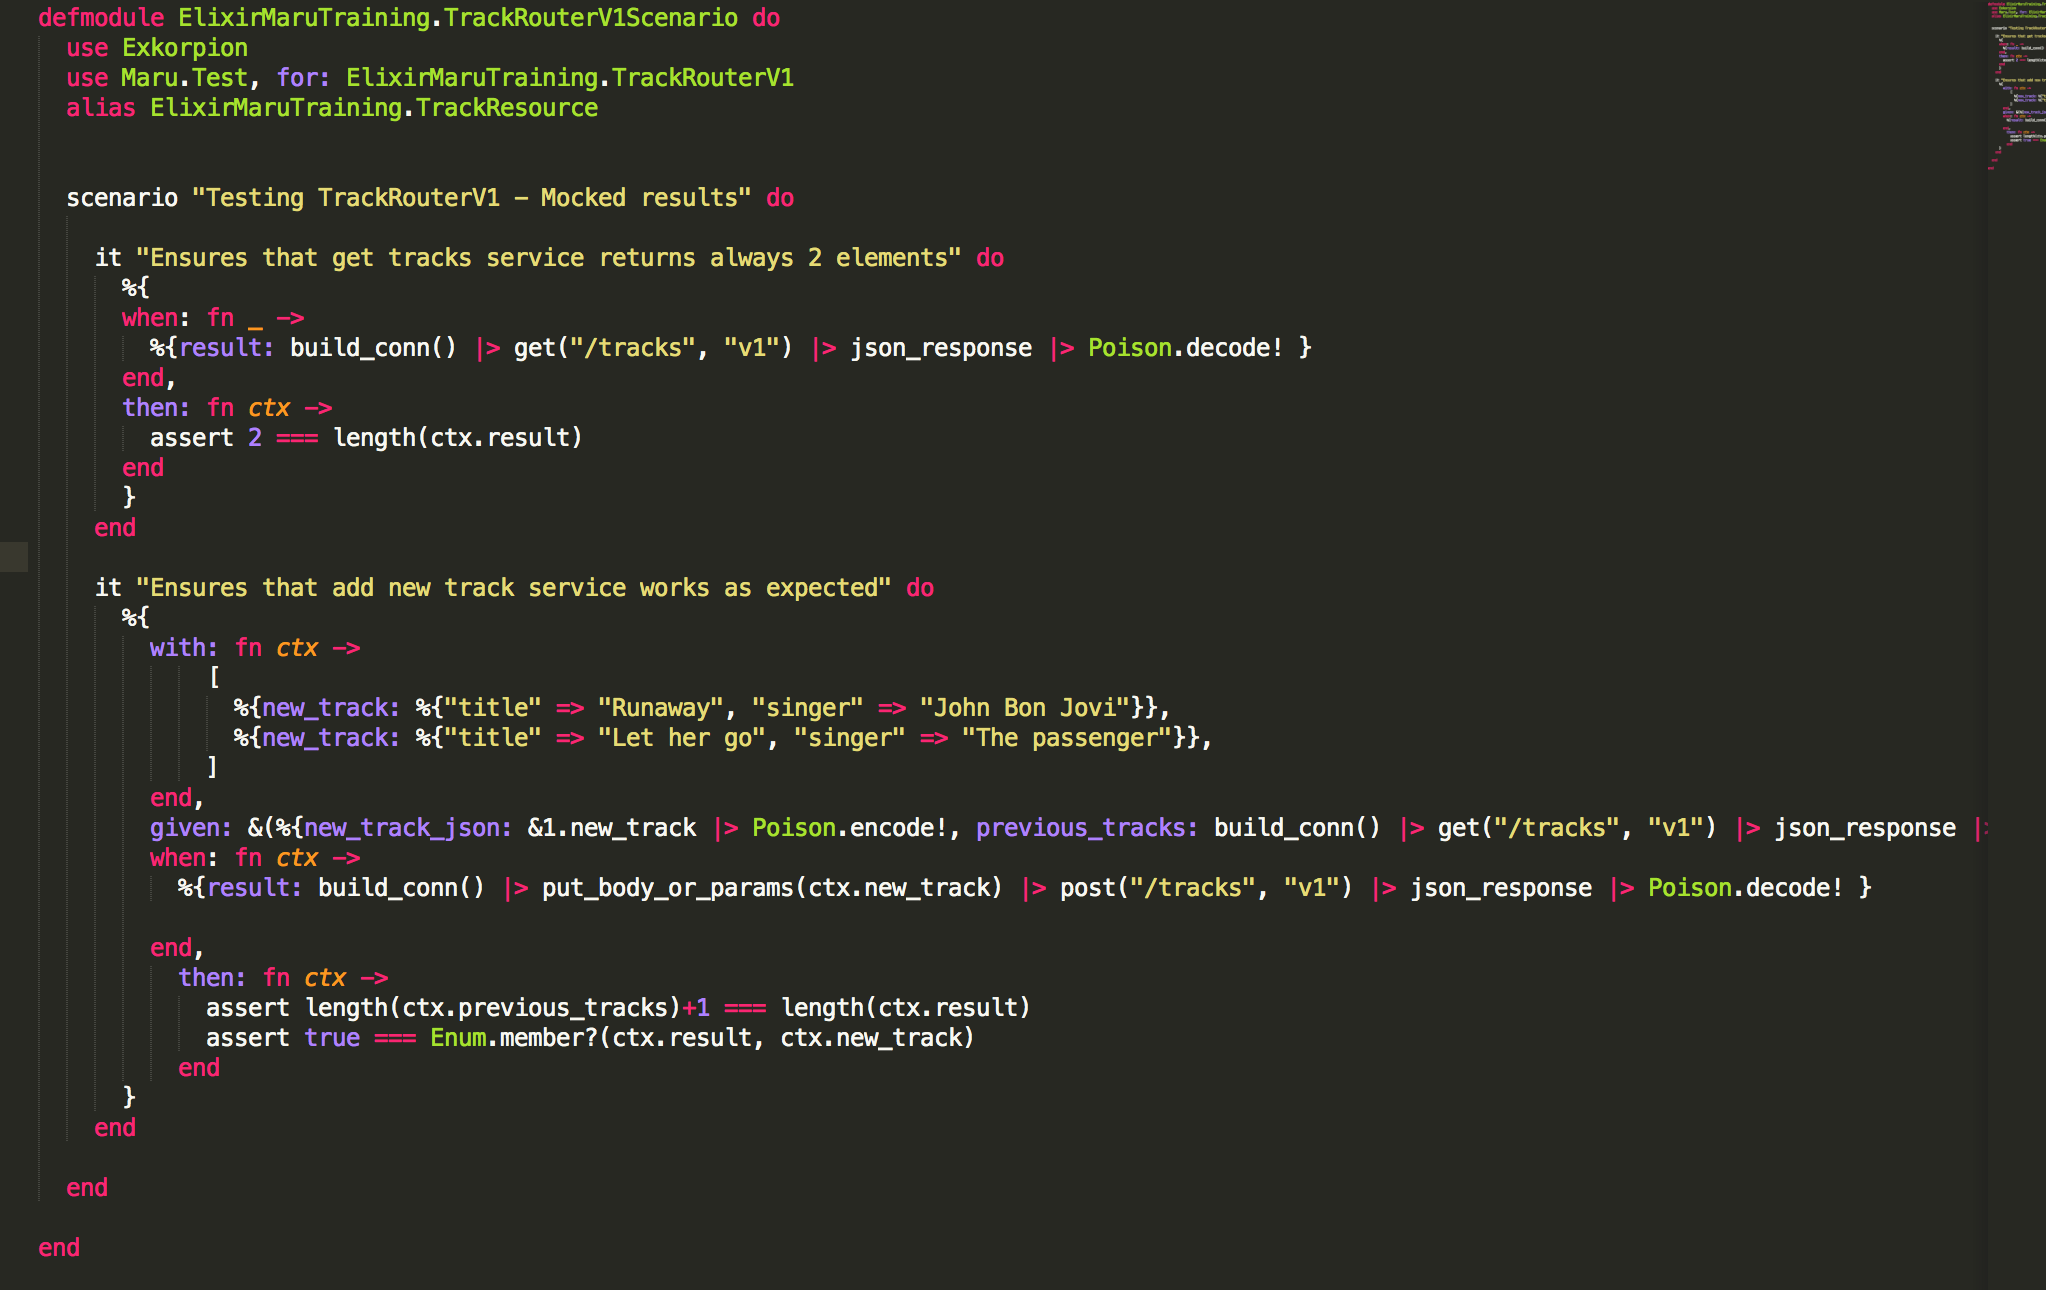 defmodule ElixirMaruTraining.TrackRouterV1Scenario do
use Exkorpion
use Maru.Test, for: ElixirMaruTraining.TrackRouterV1
alias ElixirMaruTraining.TrackResource
scenario "Testing TrackRouterV1 - Mocked results" do
it "Ensures that get tracks service returns always 2 elements" do
%{
when: fn _ ->
%{result: build_conn() |> get("/tracks", "v1") |> json_response |> Poison.decode! }
end,
then: fn ctx ->
assert 2 === length(ctx.result)
end
}
end
it "Ensures that add new track service works as expected" do
%{
with: fn ctx ->
[
%{new_track: %{"title" => "Runaway", "singer" => "John Bon Jovi"}},
%{new_track: %{"title" => "Let her go", "singer" => "The passenger"}},
]
end,
given: &(%{new_track_json: &1.new_track |> Poison.encode!, previous_tracks: build_conn() |> get("/tracks", "v1") |> json_response |
when: fn ctx ->
%{result: build_conn() |> put_body_or_params(ctx.new_track) |> post("/tracks", "v1") |> json_response |> Poison.decode! }
end,
then: fn ctx ->
assert length(ctx.previous_tracks)+1 === length(ctx.result)
assert true === Enum.member?(ctx.result, ctx.new_track)
end
}
end
end
end